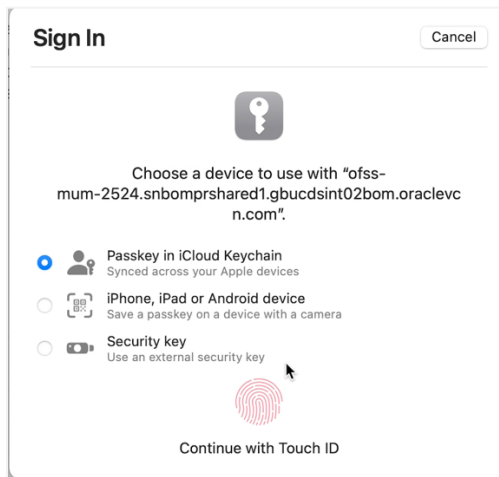 Sign In
Cancel
Choose a device to use with “ofss-
mum-2524.snbomprshared1.gbucdsint02bom.oraclevc
n.com”.
Passkey in iCloud Keychain
Synced across your Apple devices
iPhone, iPad or Android device
Save a passkey on a device with a camera
Security key
Use an external security key
Continue with Touch ID